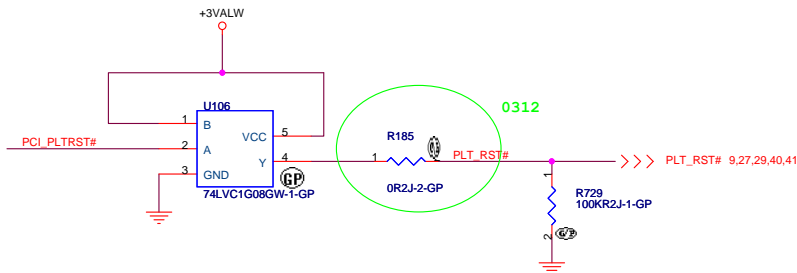 +3VALW
U106
1
B
VCC
5
PCI_PLTRST#
2
A
3
GND
Y
4
GP
74LVC1G08GW-1-GP
0312
R185
1
PLT_RST#
0R2J-2-GP
PLT_RST# 9,27,29,40,41
1
R729
100KR2J-1-GP
2
G/P